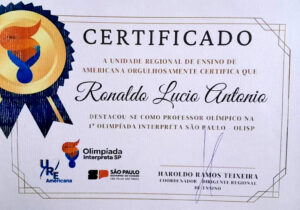 CERTIFICADO
A UNIDADE REGIONAL DE ENSINO DE
AMERICANA ORGULHOSAMENTE CERTIFICA QUE
Ronaldo Lucio Antonio
DESTACOU-SE COMO PROFESSOR OLÍMPICO NA
1ª OLIMPÍADA INTERPRETA SÃO PAULO - OLISP
Olimpíada
Interpreta SP
URE
Americana
SP
SÃO PAULO
HAROLDO RAMOS TEIXEIRA
COORDENADOR - DIRIGENTE REGIONAL
DE ENSINO